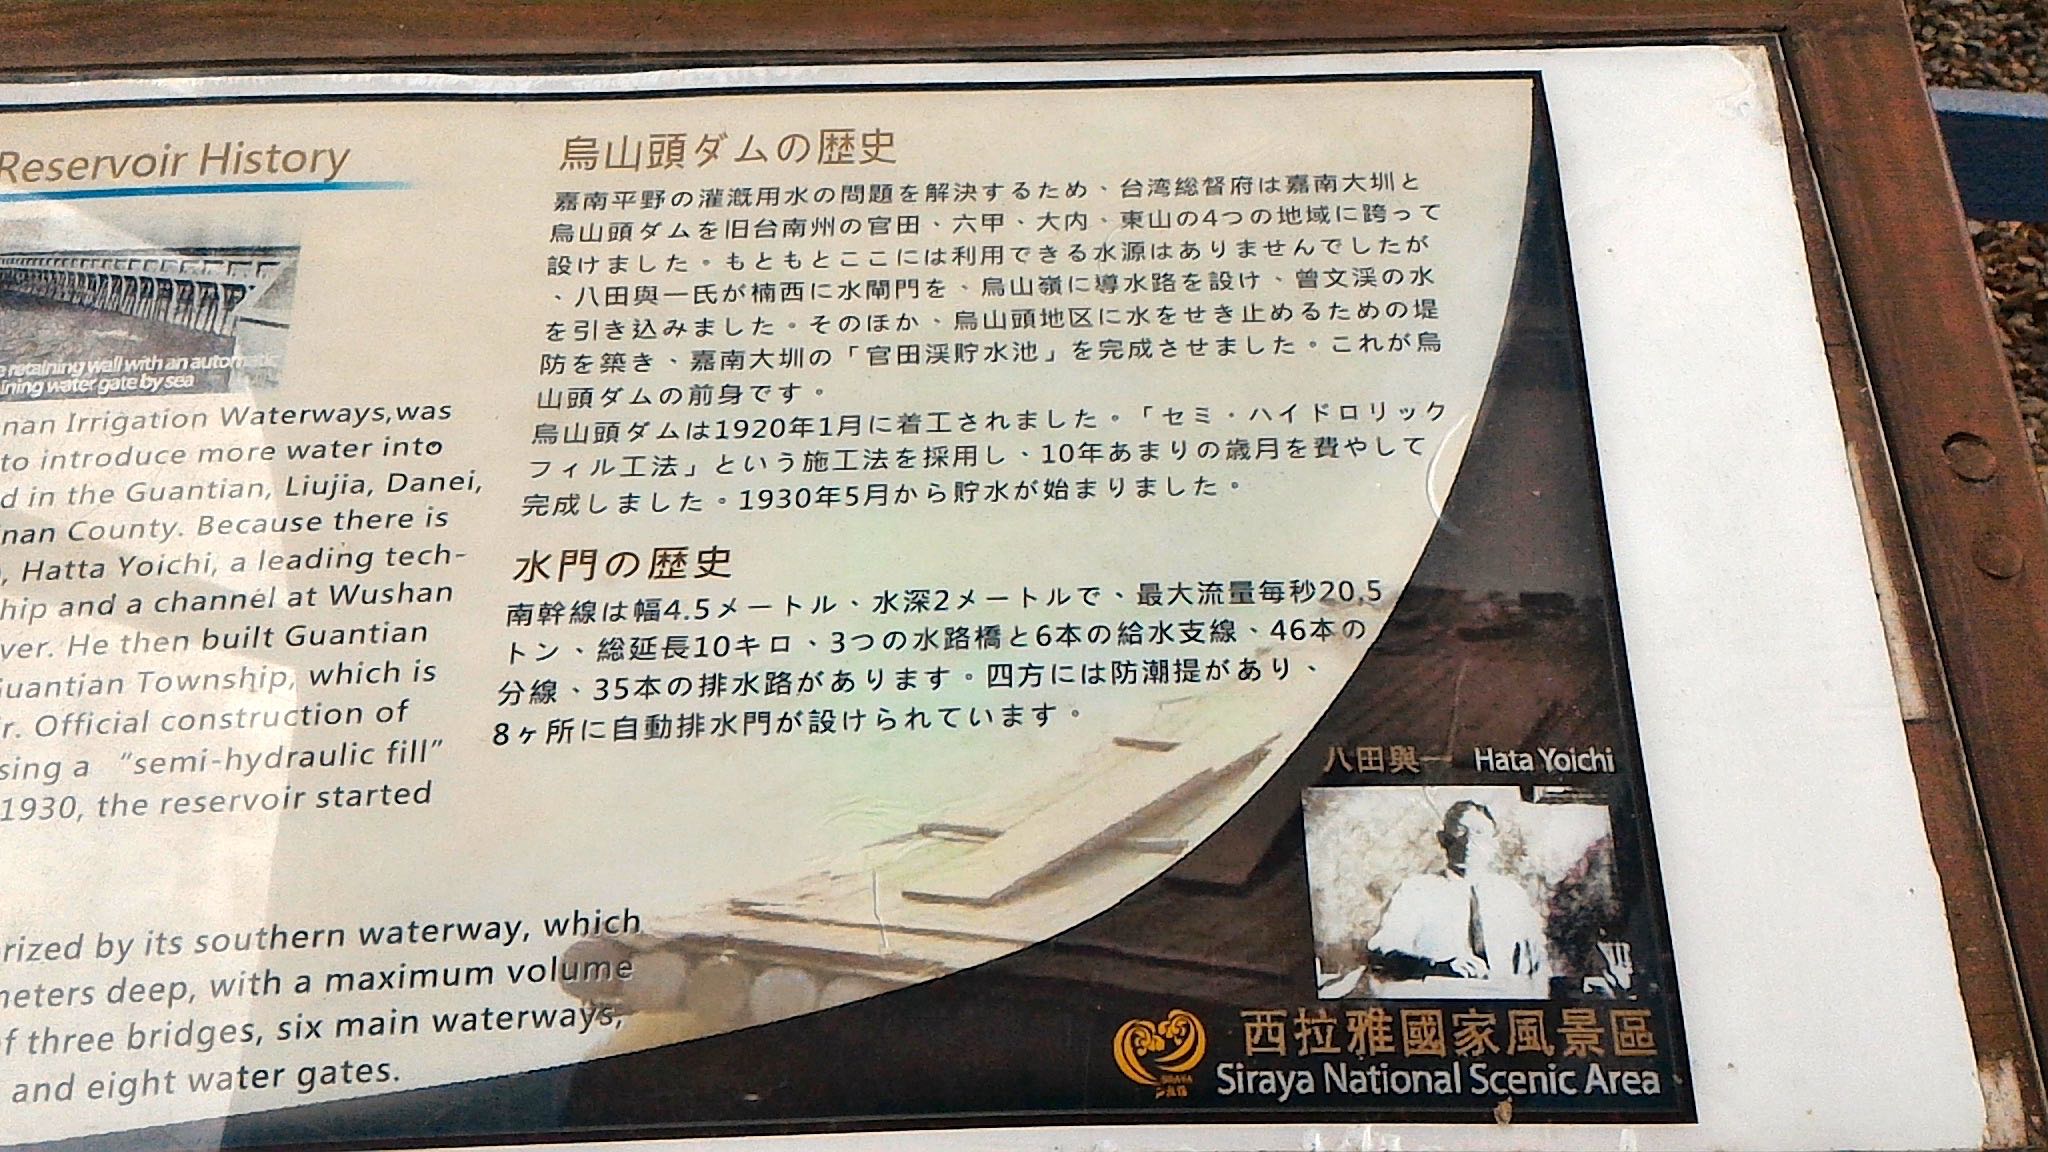 Reservoir History
retaining wall with an automatic
ining water gate by sea
nan Irrigation Waterways,was
to introduce more water into
d in the Guantian, Liujia, Danei,
nan County. Because there is
, Hatta Yoichi, a leading tech-
hip and a channel at Wushan
ver. He then built Guantian
Guantian Township, which is
r. Official construction of
sing a “semi-hydraulic fill”
1930, the reservoir started
rized by its southern waterway, which
meters deep, with a maximum volume
of three bridges, six main waterways,
and eight water gates.
烏山頭ダムの歴史
嘉南平野の灌漑用水の問題を解決するため、台湾総督府は嘉南大圳と
烏山頭ダムを旧台南州の官田、六甲、大内、東山の4つの地域に跨って
設けました。もともとここには利用できる水源はありませんでしたが
、八田與一氏が楠西に水閘門を、烏山嶺に導水路を設け、曾文渓の水
を引き込みました。そのほか、烏山頭地区に水をせき止めるための堤
防を築き、嘉南大圳の「官田渓貯水池」を完成させました。これが烏
山頭ダムの前身です。
烏山頭ダムは1920年1月に着工されました。「セミ・ハイドロリック
フィル工法」という施工法を採用し、10年あまりの歳月を費やして
完成しました。1930年5月から貯水が始まりました。
水門の歴史
南幹線は幅4.5メートル、水深2メートルで、最大流量毎秒20.5
トン、総延長10キロ、3つの水路橋と6本の給水支線、46本の
分線、35本の排水路があります。四方には防潮提があり、
8ヶ所に自動排水門が設けられています。
八田與一 Hata Yoichi
西拉雅國家風景區
Siraya National Scenic Area